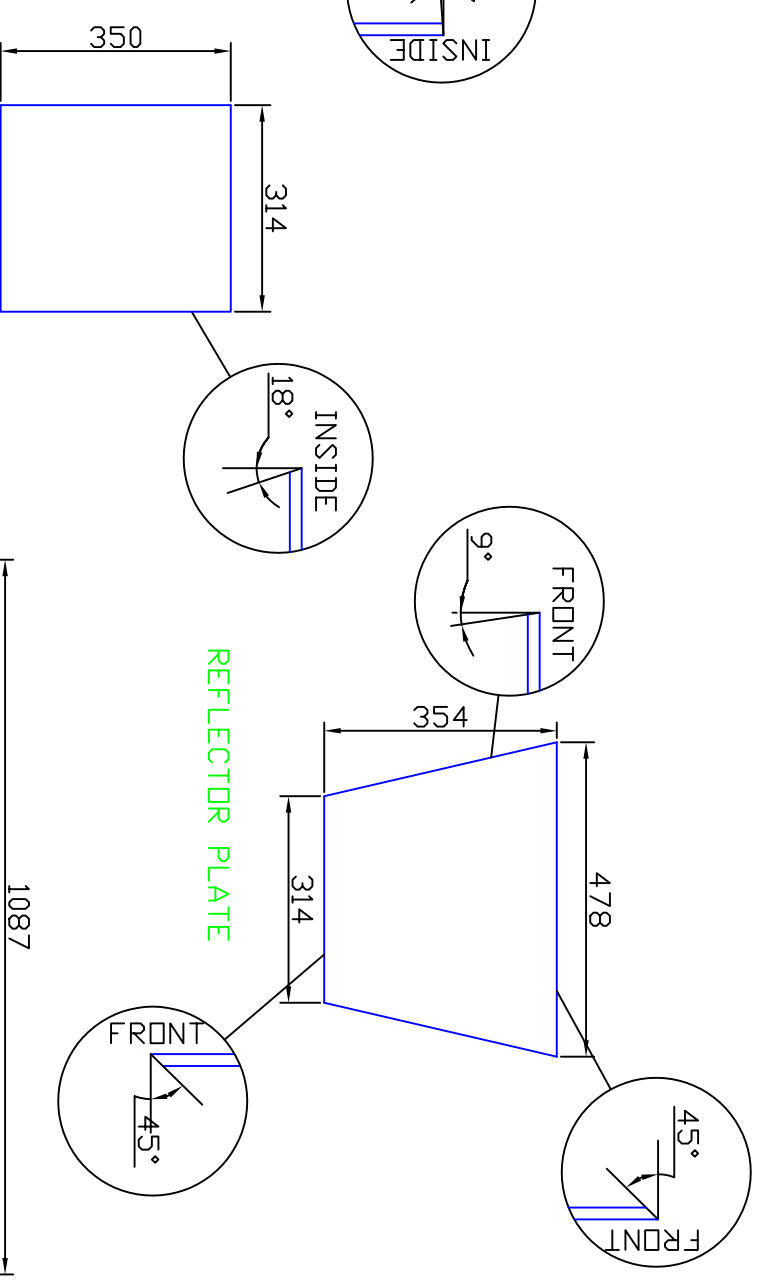 INSIDE
350
314
18°
INSIDE
9°
FRONT
354
478
REFLECTOR PLATE
314
1087
FRONT
45°
45°
FRONT